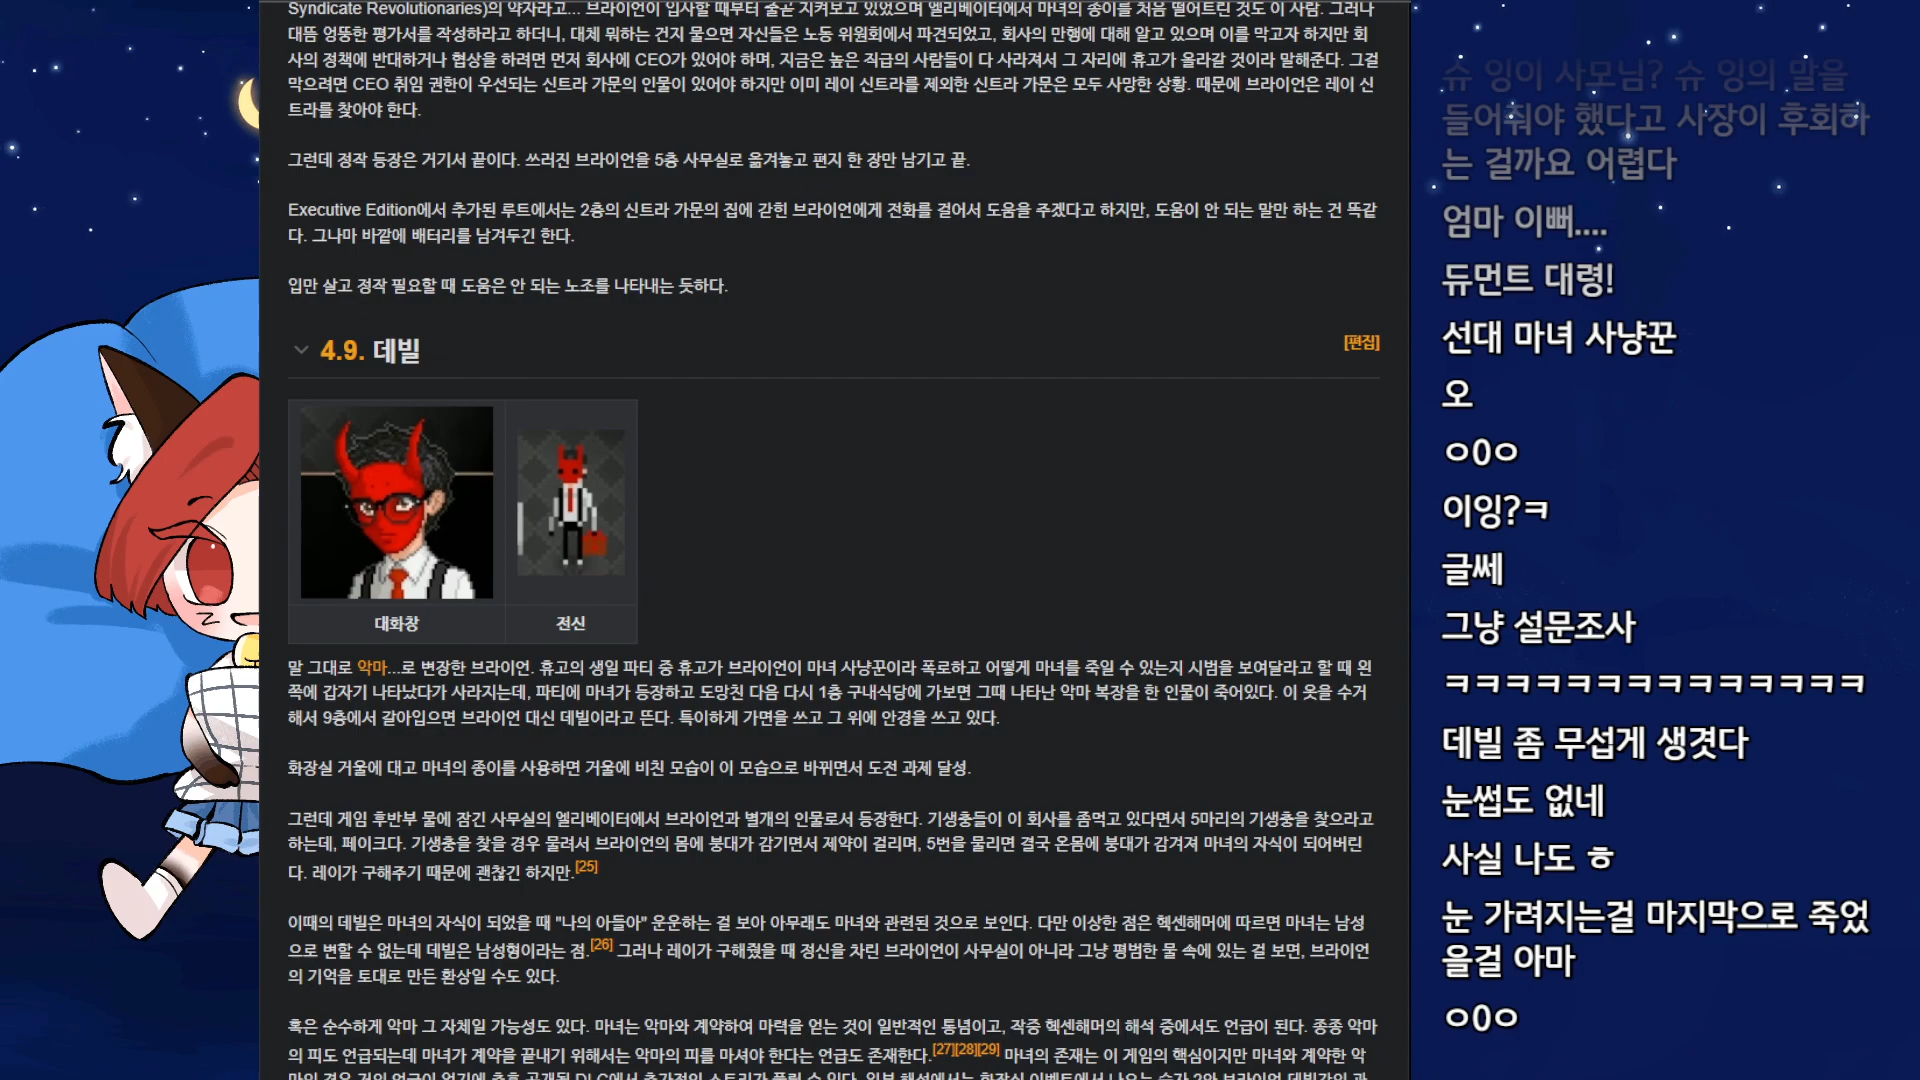 Syndicate Revolutionaries)의 약자라고... 브라이언이 입사할 때부터 줄곧 지켜보고 있었으며 엘리베이터에서 마녀의 종이를 처음 떨어트린 것도 이 사람. 그러나
대뜸 엉뚱한 평가서를 작성하라고 하더니, 대체 뭐하는 건지 물으면 자신들은 노동 위원회에서 파견되었고, 회사의 만행에 대해 알고 있으며 이를 막고자 하지만 회
사의 정책에 반대하거나 협상을 하려면 먼저 회사에 CEO가 있어야 하며, 지금은 높은 직급의 사람들이 다 사라져서 그 자리에 휴고가 올라갈 것이라 말해준다. 그걸
막으려면 CEO 취임 권한이 우선되는 신트라 가문의 인물이 있어야 하지만 이미 레이 신트라를 제외한 신트라 가문은 모두 사망한 상황. 때문에 브라이언은 레이 신
트라를 찾아야 한다.
그런데 정작 등장은 거기서 끝이다. 쓰러진 브라이언을 5층 사무실로 옮겨놓고 편지 한 장만 남기고 끝.
Executive Edition에서 추가된 루트에서는 2층의 신트라 가문의 집에 갇힌 브라이언에게 전화를 걸어서 도움을 주겠다고 하지만, 도움이 안 되는 말만 하는 건 똑같
다. 그나마 바깥에 배터리를 남겨두긴 한다.
입만 살고 정작 필요할 때 도움은 안 되는 노조를 나타내는 듯하다.
4.9. 데빌
[편집]
대화창 전신
말 그대로 악마...로 변장한 브라이언. 휴고의 생일 파티 중 휴고가 브라이언이 마녀 사냥꾼이라 폭로하고 어떻게 마녀를 죽일 수 있는지 시범을 보여달라고 할 때 왼
쪽에 갑자기 나타났다가 사라지는데, 파티에 마녀가 등장하고 도망친 다음 다시 1층 구내식당에 가보면 그때 나타난 악마 복장을 한 인물이 죽어있다. 이 옷을 수거
해서 9층에서 갈아입으면 브라이언 대신 데빌이라고 뜬다. 특이하게 가면을 쓰고 그 위에 안경을 쓰고 있다.
화장실 거울에 대고 마녀의 종이를 사용하면 거울에 비친 모습이 이 모습으로 바뀌면서 도전 과제 달성.
그런데 게임 후반부 물에 잠긴 사무실의 엘리베이터에서 브라이언과 별개의 인물로서 등장한다. 기생충들이 이 회사를 좀먹고 있다면서 5마리의 기생충을 찾으라고
하는데, 페이크다. 기생충을 찾을 경우 물려서 브라이언의 몸에 붕대가 감기면서 제약이 걸리며, 5번을 물리면 결국 온몸에 붕대가 감겨져 마녀의 자식이 되어버린
다. 레이가 구해주기 때문에 괜찮긴 하지만.[25]
이때의 데빌은 마녀의 자식이 되었을 때 "나의 아들아" 운운하는 걸 보아 아무래도 마녀와 관련된 것으로 보인다. 다만 이상한 점은 헥센해머에 따르면 마녀는 남성
으로 변할 수 없는데 데빌은 남성형이라는 점.[26] 그러나 레이가 구해줬을 때 정신을 차린 브라이언이 사무실이 아니라 그냥 평범한 물 속에 있는 걸 보면, 브라이언
의 기억을 토대로 만든 환상일 수도 있다.
혹은 순수하게 악마 그 자체일 가능성도 있다. 마녀는 악마와 계약하여 마력을 얻는 것이 일반적인 통념이고, 작중 헥센해머의 해석 중에서도 언급이 된다. 종종 악마
의 피도 언급되는데 마녀가 계약을 끝내기 위해서는 악마의 피를 마셔야 한다는 언급도 존재한다.[27][28][29] 마녀의 존재는 이 게임의 핵심이지만 마녀와 계약한 악
슈 잉이 사모님? 슈 잉의 말을
들어줘야 했다고 사장이 후회하
는 걸까요 어렵다
엄마 이뻐....
듀먼트 대령!
선대 마녀 사냥꾼
오
ㅇ0ㅇ
이잉?ㅋ
글쎄
그냥 설문조사
ㅋㅋㅋㅋㅋㅋㅋㅋㅋㅋㅋㅋㅋㅋ
데빌 좀 무섭게 생겻다
눈썹도 없네
사실 나도 ㅎ
눈 가려지는걸 마지막으로 죽었
을걸 아마
ㅇ0ㅇ